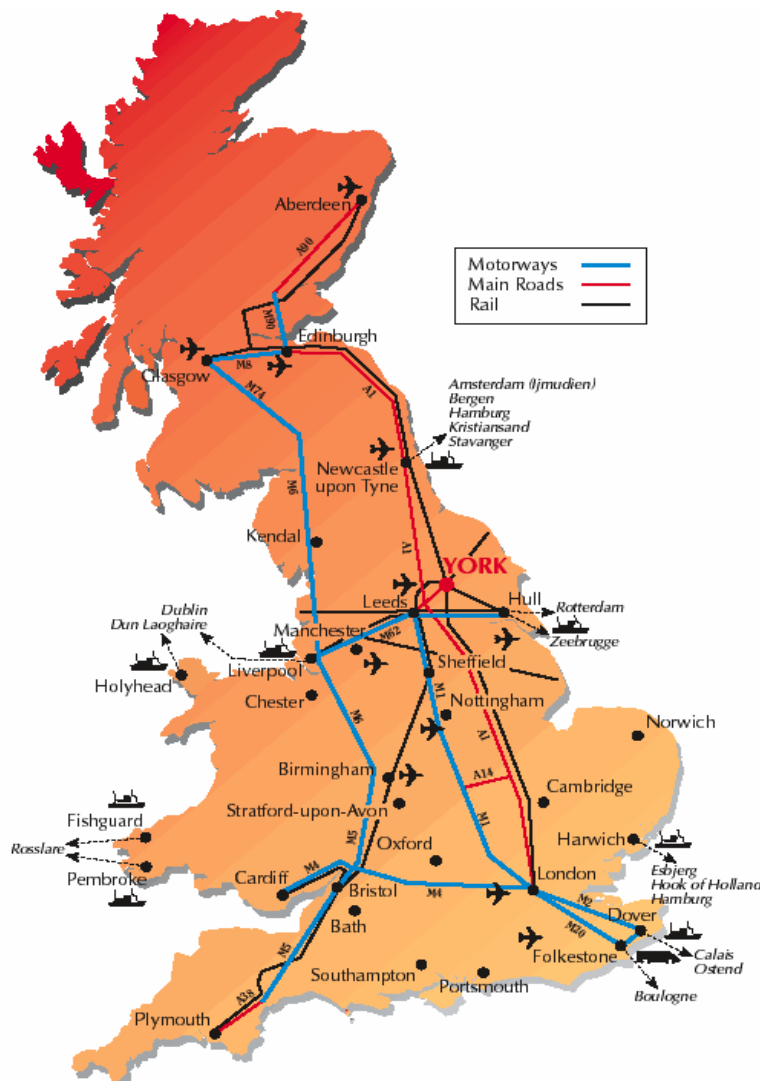 Aberdeen
A90
Motorways
Main Roads
Rail
M90
Edinburgh
Glasgow
M8
M74
A1
Amsterdam (Ijmudien)
Bergen
Hamburg
Kristiansand
Stavanger
Newcastle
upon Tyne
M6
A1
Kendal
YORK
Leeds
Hull
Rotterdam
Zeebrugge
Dublin
Dun Laoghaire
Manchester
M62
Liverpool
Holyhead
Sheffield
Chester
M1
Nottingham
M6
A1
Norwich
Birmingham
A14
Stratford-upon-Avon
Cambridge
Fishguard
M5
M1
Harwich
Rosslare
Oxford
Esbjerg
Hook of Holland
Hamburg
Pembroke
Cardiff
M4
Bristol
M4
London
M2
Bath
Dover
M20
M5
Folkestone
Calais
Ostend
Southampton
Portsmouth
Boulogne
A38
Plymouth